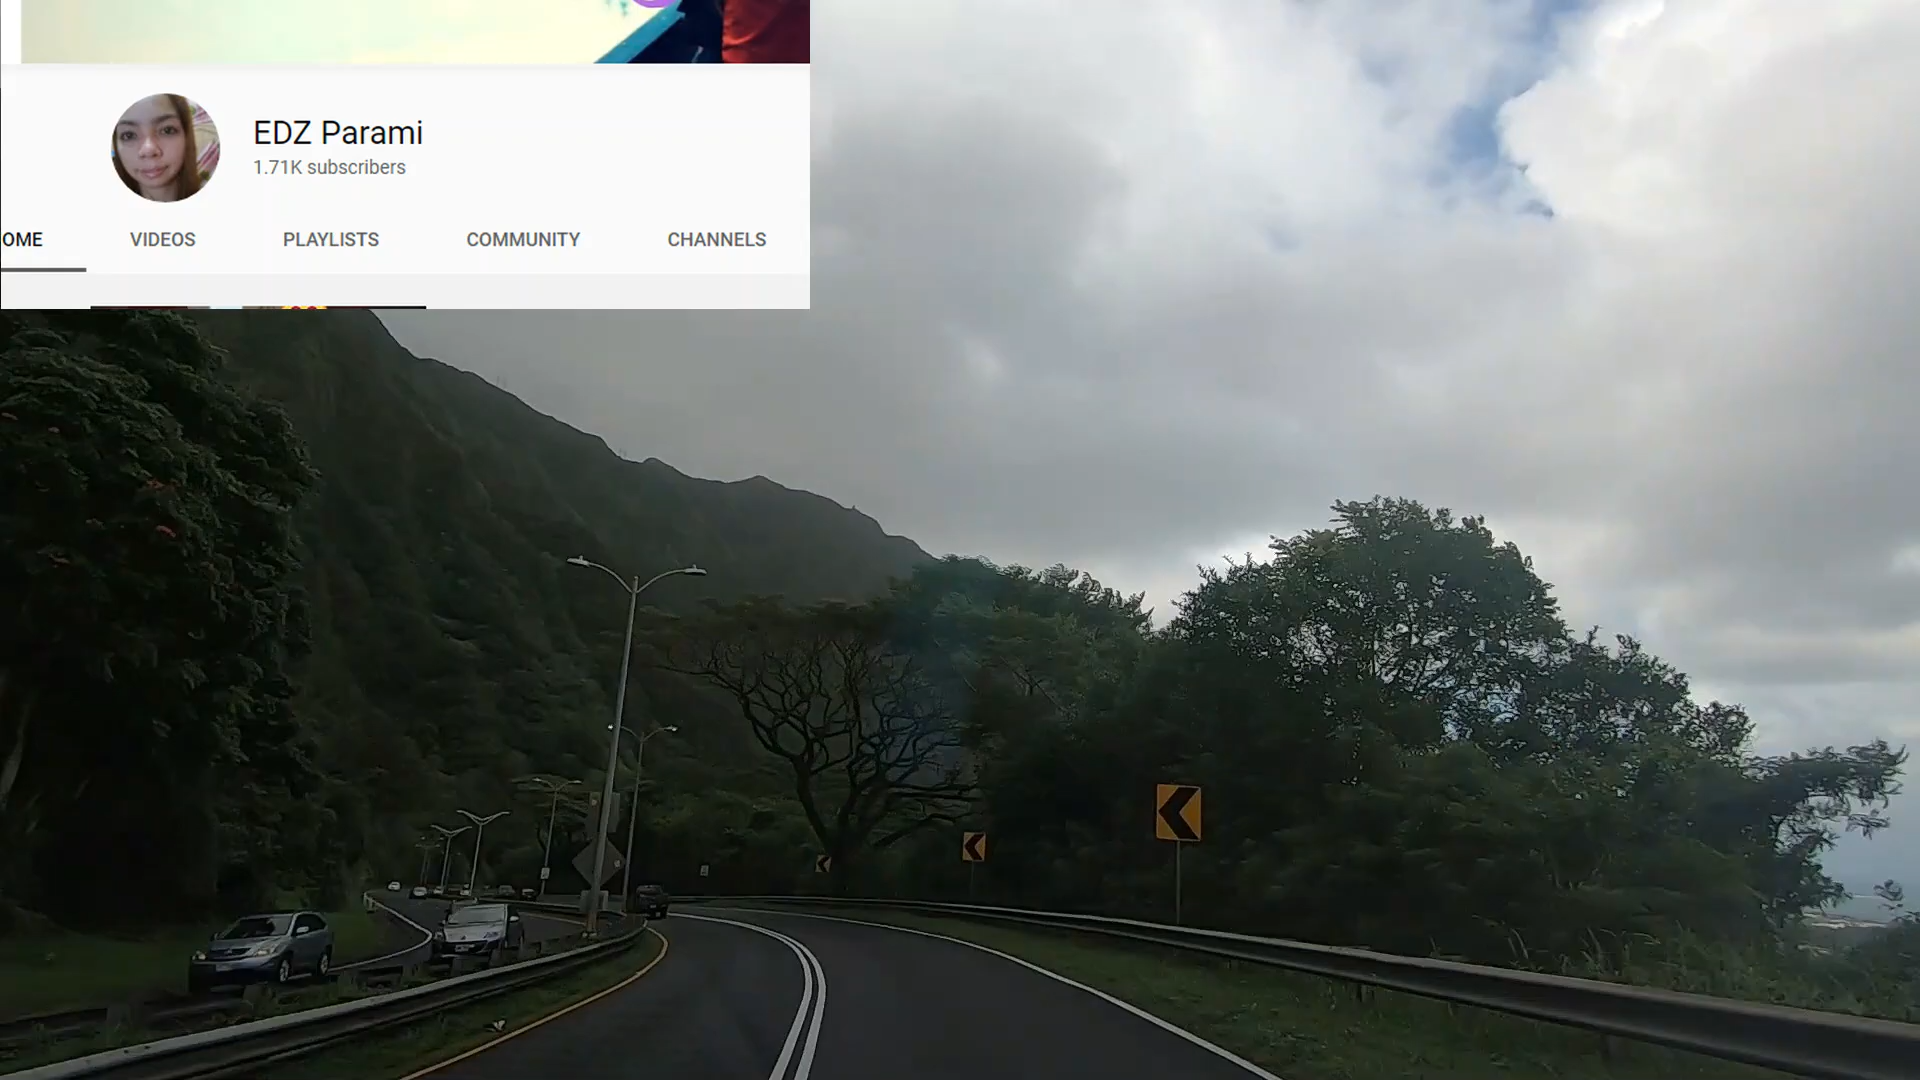 EDZ Parami
1.71K subscribers
OME VIDEOS PLAYLISTS COMMUNITY CHANNELS